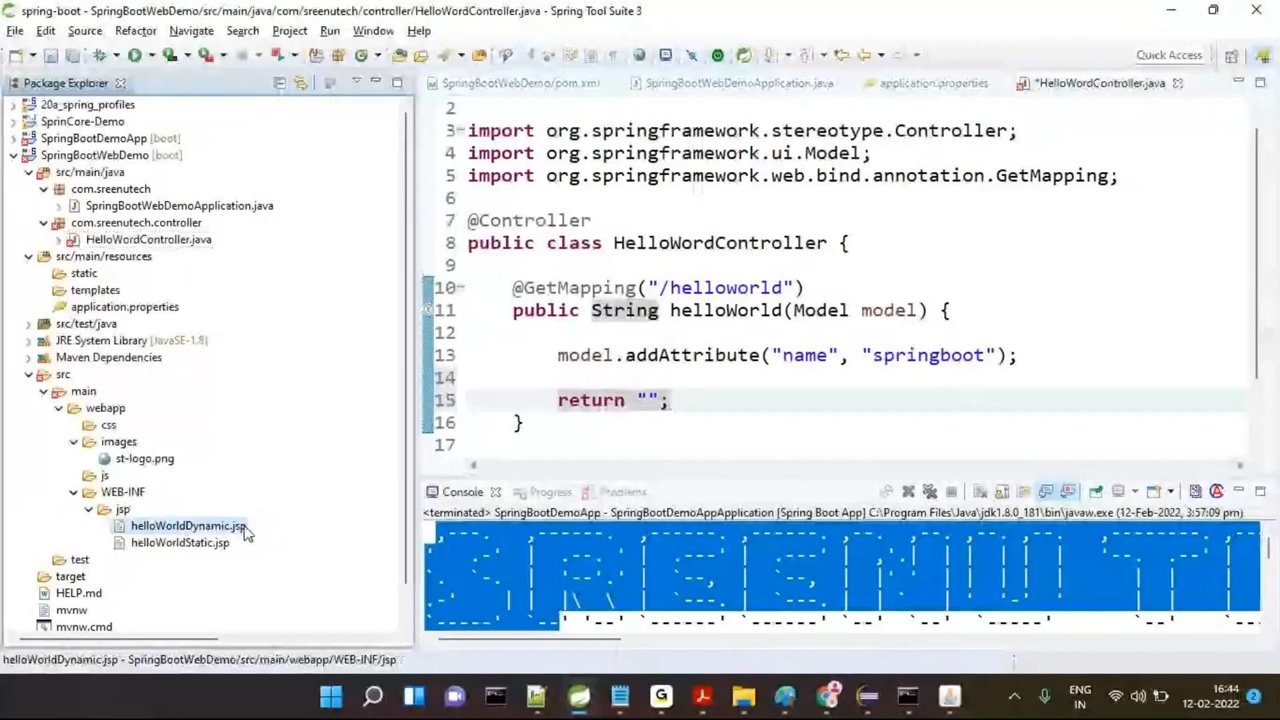 spring-boot - SpringBootWebDemo/src/main/java/com/sreenutech/controller/HelloWordController.java - Spring Tool Suite 3
File Edit Source Refactor Navigate Search Project Run Window Help
Quick Access
Package Explorer
SpringBootWebDemo/pom.xml SpringBootWebDemoApplication.java application.properties *HelloWordController.java
20a_spring_profiles
SprinCore-Demo
SpringBootDemoApp [boot]
SpringBootWebDemo [boot]
src/main/java
com.sreenutech
SpringBootWebDemoApplication.java
com.sreenutech.controller
HelloWordController.java
src/main/resources
static
templates
application.properties
src/test/java
JRE System Library [JavaSE-1.8]
Maven Dependencies
src
main
webapp
css
images
st-logo.png
js
WEB-INF
jsp
helloWorldDynamic.jsp
helloWorldStatic.jsp
test
target
HELP.md
mvnw
mvnw.cmd
2
3 import org.springframework.stereotype.Controller;
4 import org.springframework.ui.Model;
5 import org.springframework.web.bind.annotation.GetMapping;
6
7 @Controller
8 public class HelloWordController {
9
10 @GetMapping("/helloworld")
11 public String helloWorld(Model model) {
12
13 model.addAttribute("name", "springboot");
14
15 return "";
16 }
17
Console Progress Problems
<terminated> SpringBootDemoApp - SpringBootDemoAppApplication [Spring Boot App] C:\Program Files\Java\jdk1.8.0_181\bin\javaw.exe (12-Feb-2022, 3:57:09 pm)
helloWorldDynamic.jsp - SpringBootWebDemo/src/main/webapp/WEB-INF/jsp
ENG
IN
16:44
12-02-2022
2